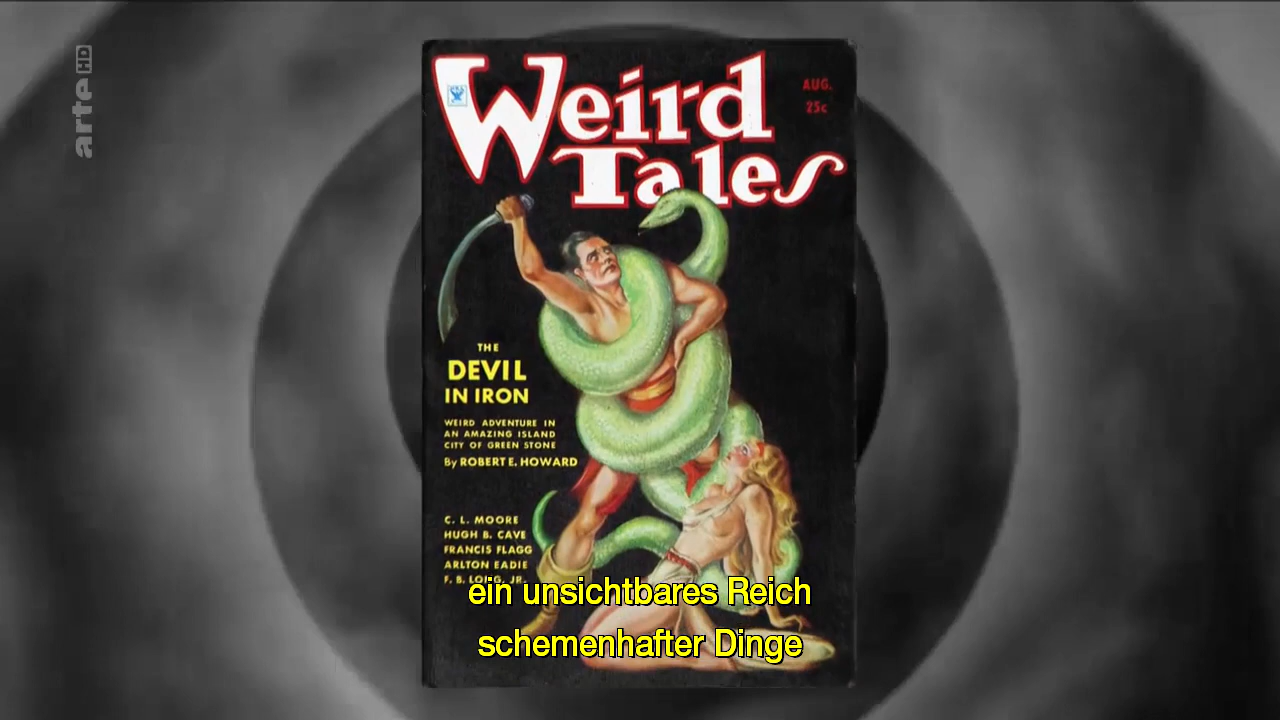 arte HD
Weird
Tales
AUG.
25c
THE
DEVIL
IN IRON
WEIRD ADVENTURE IN
AN AMAZING ISLAND
CITY OF GREEN STONE
By ROBERT E. HOWARD
C. L. MOORE
HUGH B. CAVE
FRANCIS FLAGG
ARLTON EADIE
F. B. LONG, JR.
ein unsichtbares Reich
schemenhafter Dinge